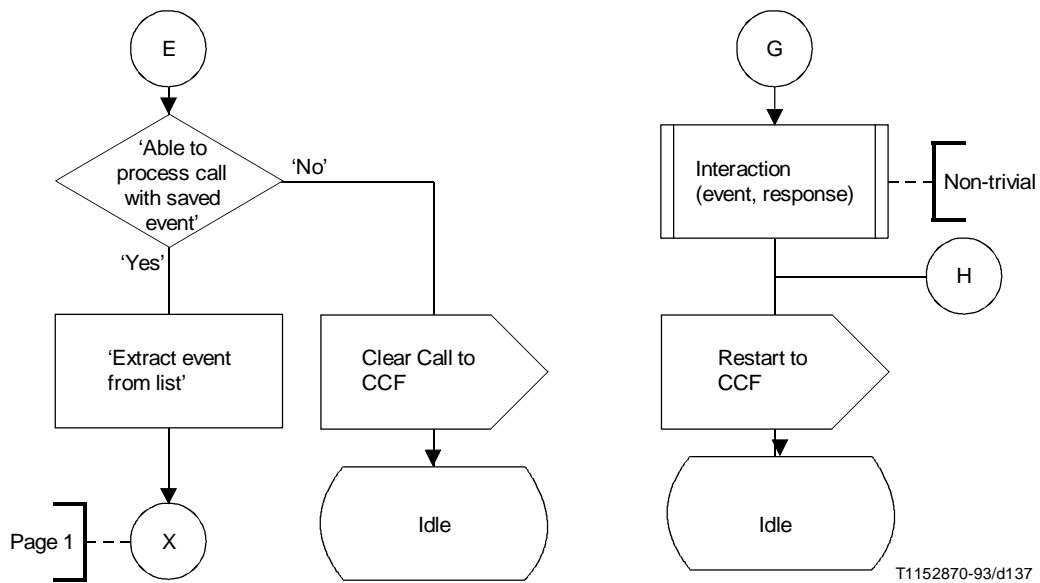 E
‘Able to
process call
with saved
event’
‘No’
‘Yes’
‘Extract event
from list’
Clear Call to
CCF
Page 1
X
Idle
G
Interaction
(event, response)
Non-trivial
H
Restart to
CCF
Idle
T1152870-93/d137